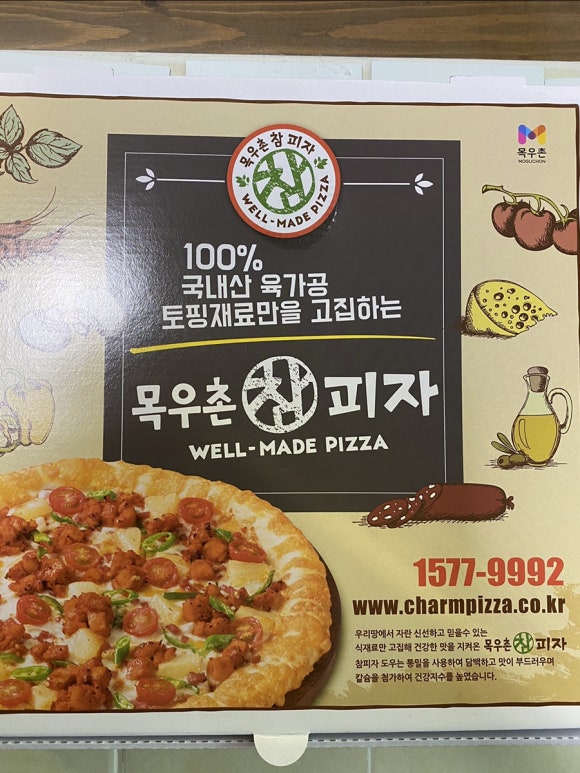 목우촌 참 피자
참
WELL-MADE PIZZA
목우촌
MOGUCHON
100%
국내산 육가공
토핑재료만을 고집하는
목우촌 참 피자
WELL-MADE PIZZA
1577-9992
www.charmpizza.co.kr
우리땅에서 자란 신선하고 믿을수 있는
식재료만 고집해 건강한 맛을 지켜온 목우촌 참 피자
참피자 도우는 통밀을 사용하여 담백하고 맛이 부드러우며
칼슘을 첨가하여 건강지수를 높였습니다.